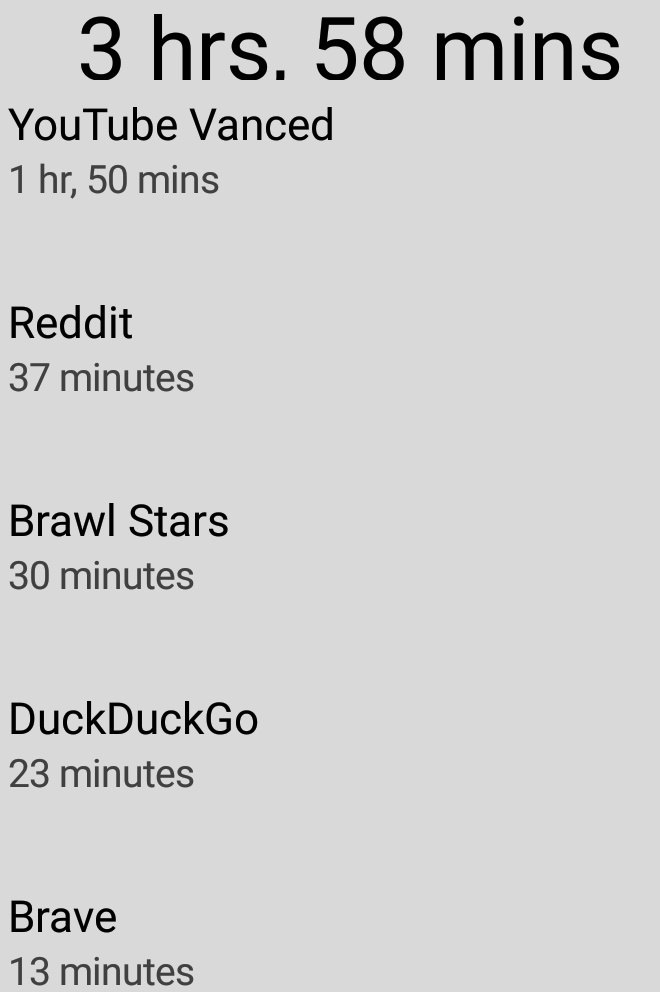 3 hrs. 58 mins
YouTube Vanced
1 hr, 50 mins
Reddit
37 minutes
Brawl Stars
30 minutes
DuckDuckGo
23 minutes
Brave
13 minutes